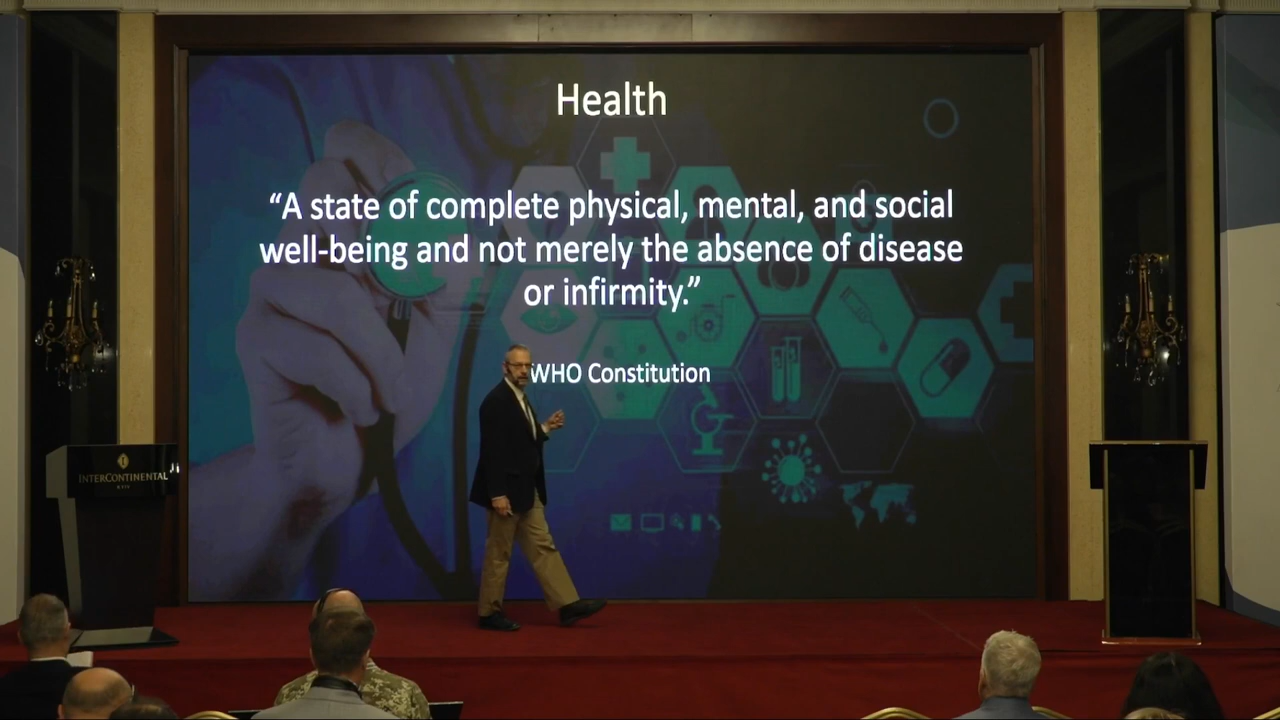 Health
“A state of complete physical, mental, and social
well-being and not merely the absence of disease
or infirmity.”
WHO Constitution
INTERCONTINENTAL
KYIV